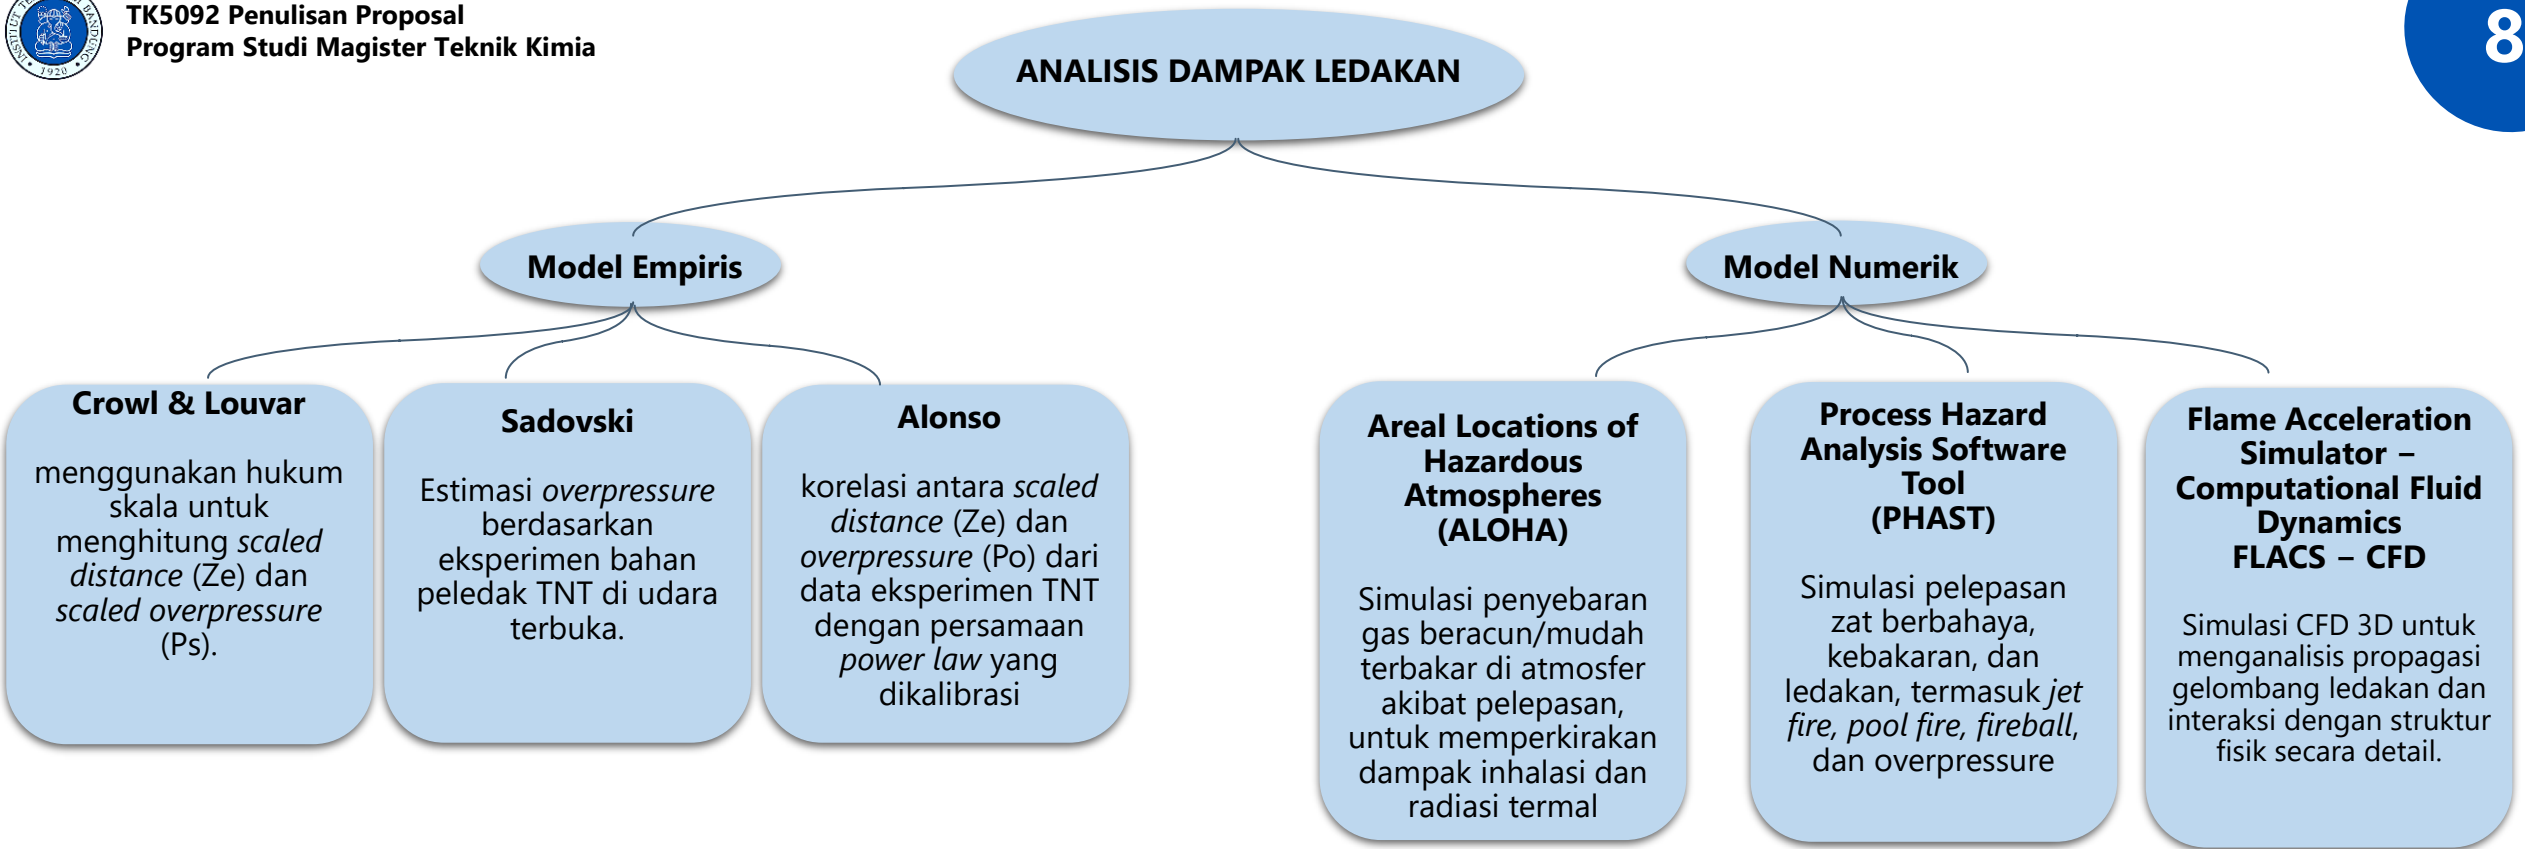 TK5092 Penulisan Proposal
Program Studi Magister Teknik Kimia
8
ANALISIS DAMPAK LEDAKAN
Model Empiris
Model Numerik
Crowl & Louvar
menggunakan hukum
skala untuk
menghitung scaled
distance (Ze) dan
scaled overpressure
(Ps).
Sadovski
Estimasi overpressure
berdasarkan
eksperimen bahan
peledak TNT di udara
terbuka.
Alonso
korelasi antara scaled
distance (Ze) dan
overpressure (Po) dari
data eksperimen TNT
dengan persamaan
power law yang
dikalibrasi
Areal Locations of
Hazardous
Atmospheres
(ALOHA)
Simulasi penyebaran
gas beracun/mudah
terbakar di atmosfer
akibat pelepasan,
untuk memperkirakan
dampak inhalasi dan
radiasi termal
Process Hazard
Analysis Software
Tool
(PHAST)
Simulasi pelepasan
zat berbahaya,
kebakaran, dan
ledakan, termasuk jet
fire, pool fire, fireball,
dan overpressure
Flame Acceleration
Simulator –
Computational Fluid
Dynamics
FLACS – CFD
Simulasi CFD 3D untuk
menganalisis propagasi
gelombang ledakan dan
interaksi dengan struktur
fisik secara detail.